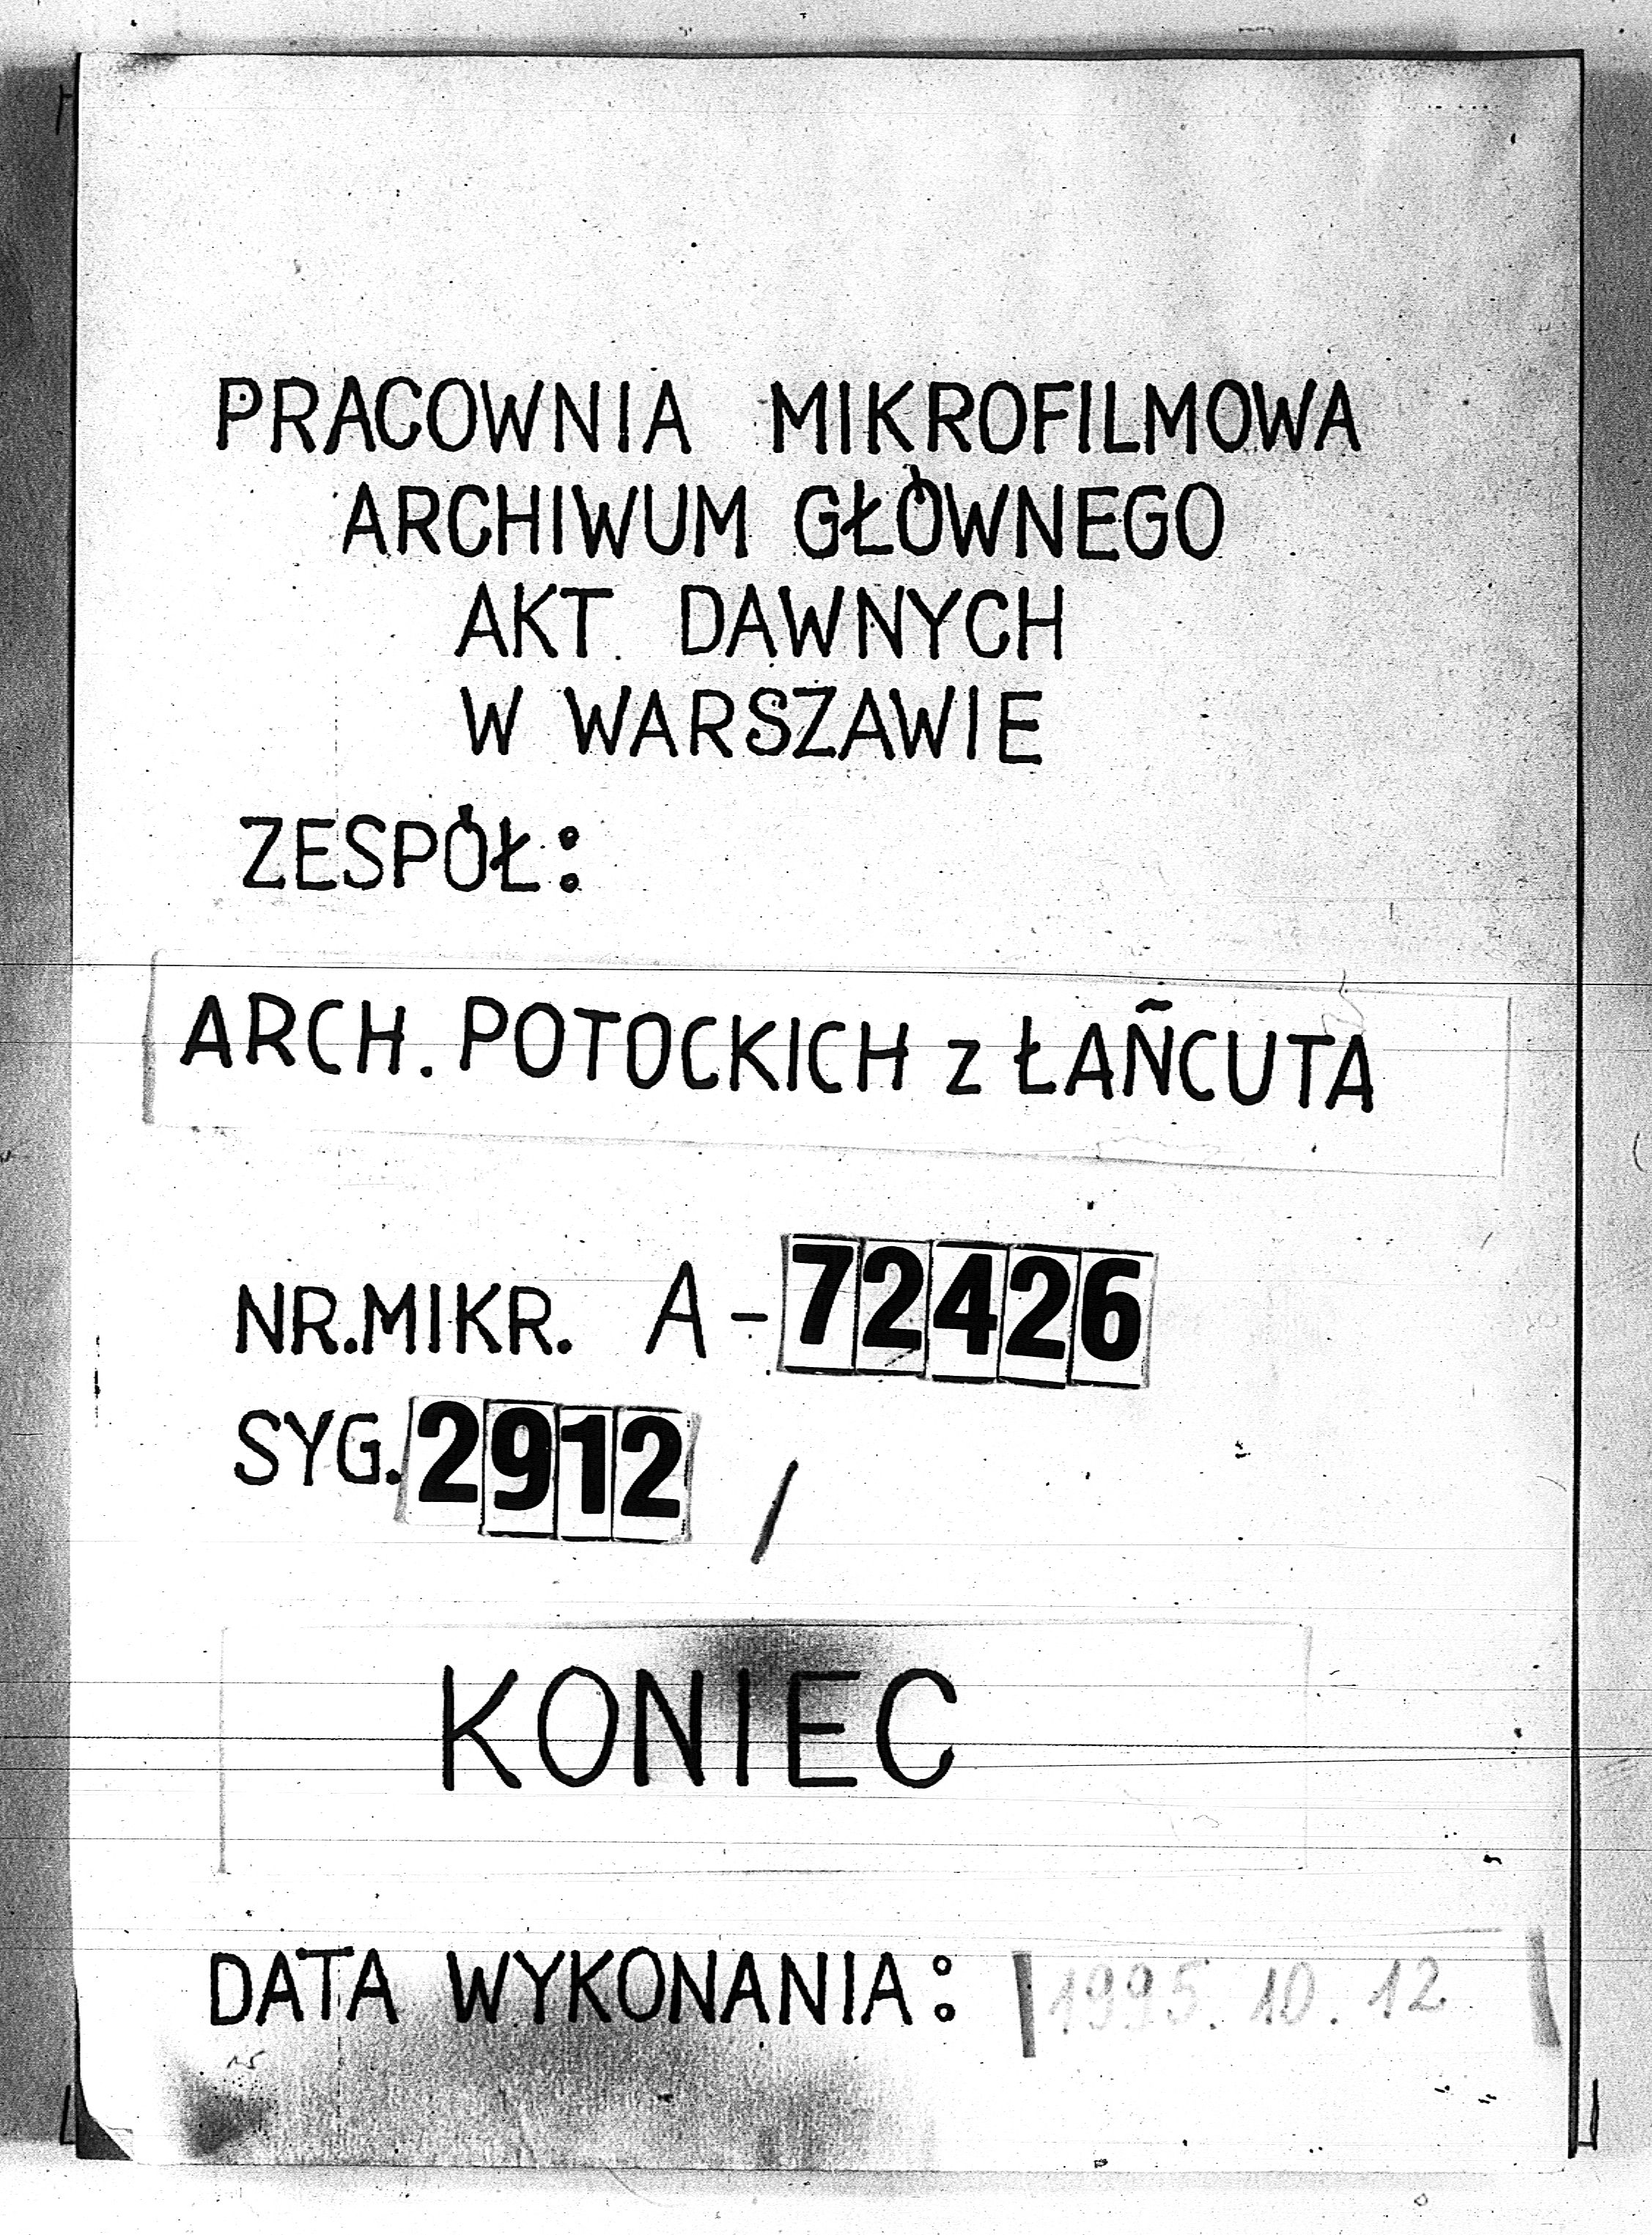 PRACOWNIA MIKROFILMOWA
ARCHIWUM GŁÓWNEGO
AKT DAWNYCH
W WARSZAWIE
ZESPÓŁ:
ARCH. POTOCKICH z ŁAŃCUTA
NR.MIKR. A-72426
SYG. 2912 /
KONIEC
DATA WYKONANIA: 1995.10.12